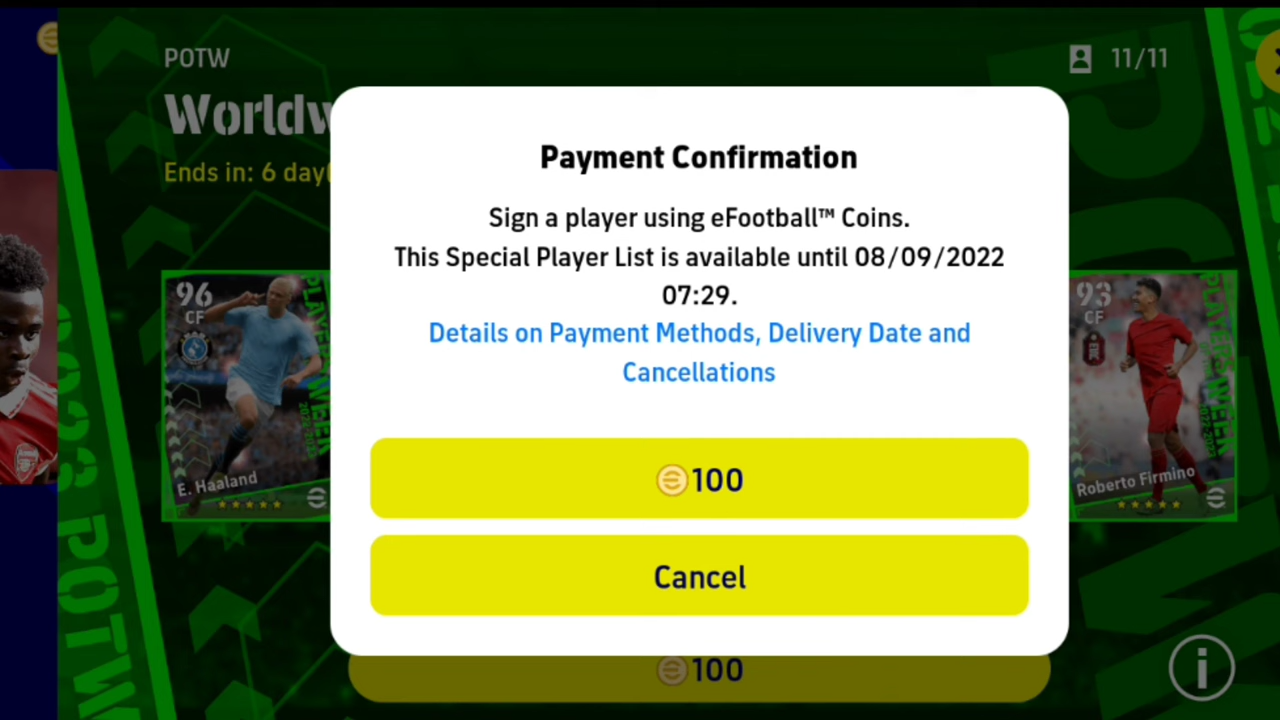 POTW
11/11
Worldw
Ends in: 6 day(
Payment Confirmation
Sign a player using eFootball™ Coins.
This Special Player List is available until 08/09/2022
07:29.
Details on Payment Methods, Delivery Date and
Cancellations
100
Cancel
100
96
CF
E. Haaland
93
CF
Roberto Firmino
POTW